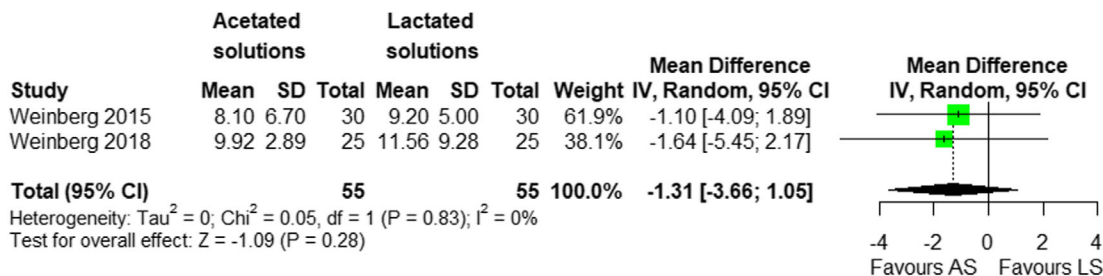 Acetated Lactated
solutions solutions
Mean Difference Mean Difference
Study Mean SD Total Mean SD Total Weight IV, Random, 95% CI IV, Random, 95% CI
Weinberg 2015 8.10 6.70 30 9.20 5.00 30 61.9% -1.10 [-4.09; 1.89]
Weinberg 2018 9.92 2.89 25 11.56 9.28 25 38.1% -1.64 [-5.45; 2.17]
Total (95% CI) 55 55 100.0% -1.31 [-3.66; 1.05]
Heterogeneity: Tau² = 0; Chi² = 0.05, df = 1 (P = 0.83); I² = 0%
Test for overall effect: Z = -1.09 (P = 0.28)
-4 -2 0 2 4
Favours AS Favours LS